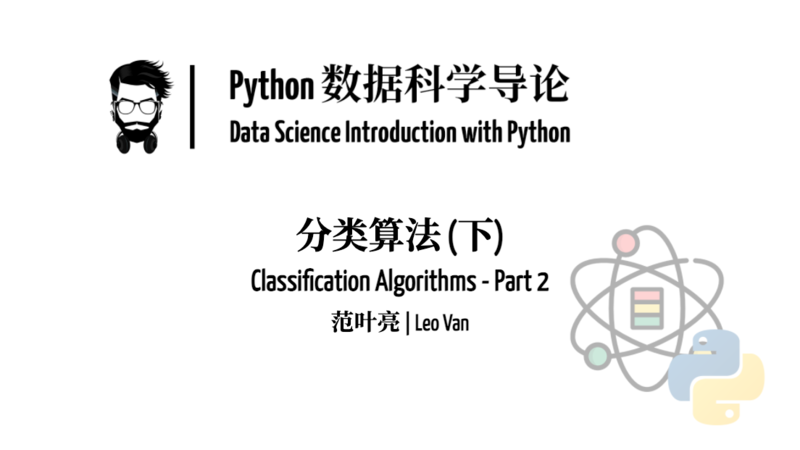 Python 数据科学导论
Data Science Introduction with Python
分类算法 (下)
Classification Algorithms - Part 2
范叶亮 | Leo Van